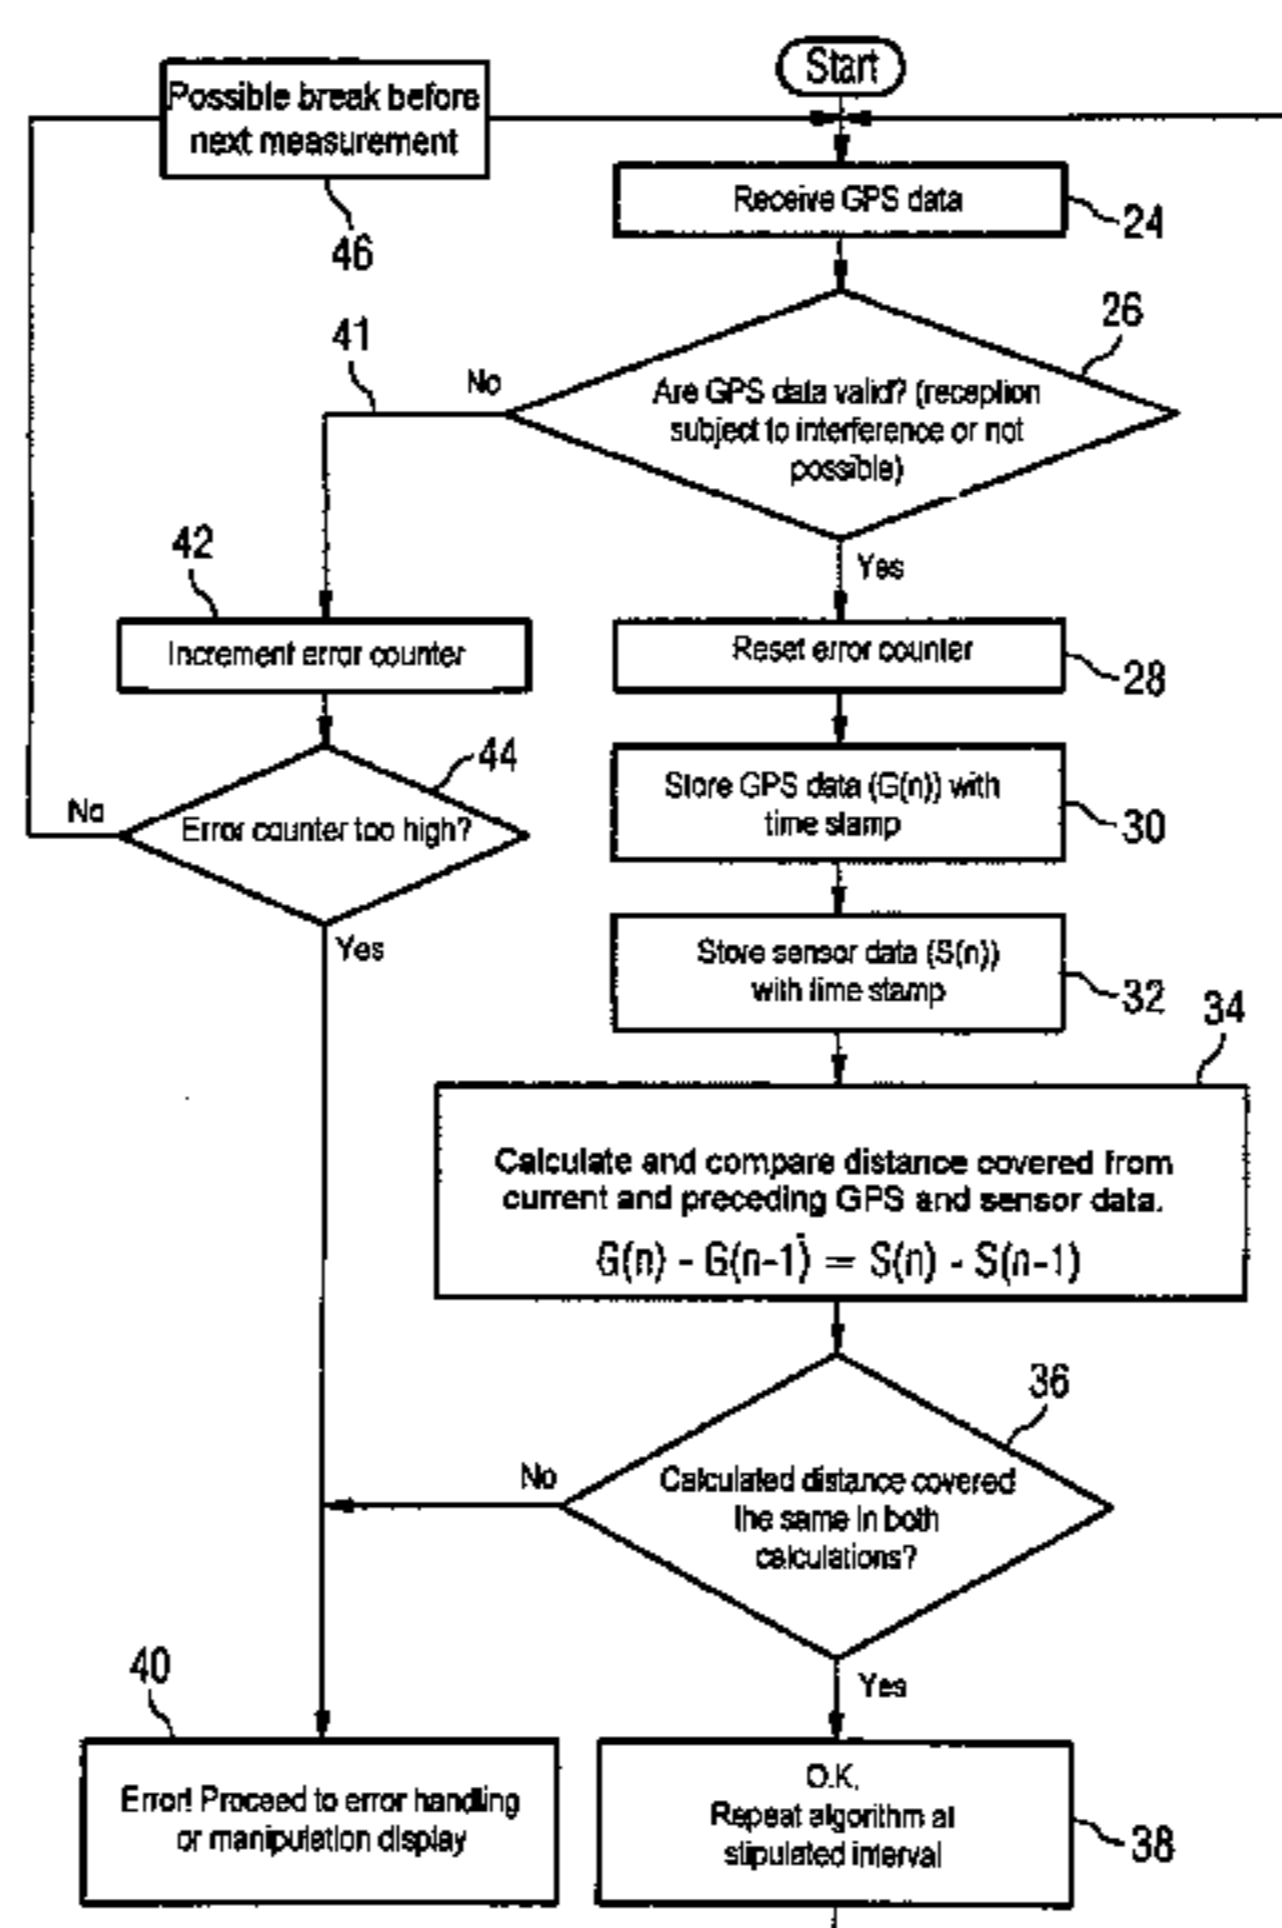 Start
Possible break before
next measurement
46
Receive GPS data
24
26
Are GPS data valid? (reception
subject to interference or not
possible)
No
41
Yes
42
Increment error counter
Reset error counter
28
44
Error counter too high?
No
Yes
Store GPS data (G(n)) with
time stamp
30
Store sensor data (S(n))
with time stamp
32
34
Calculate and compare distance covered from
current and preceding GPS and sensor data.
G(n) - G(n-1) = S(n) - S(n-1)
36
Calculated distance covered
the same in both
calculations?
No
Yes
40
Error! Proceed to error handling
or manipulation display
O.K.
Repeat algorithm at
stipulated interval
38